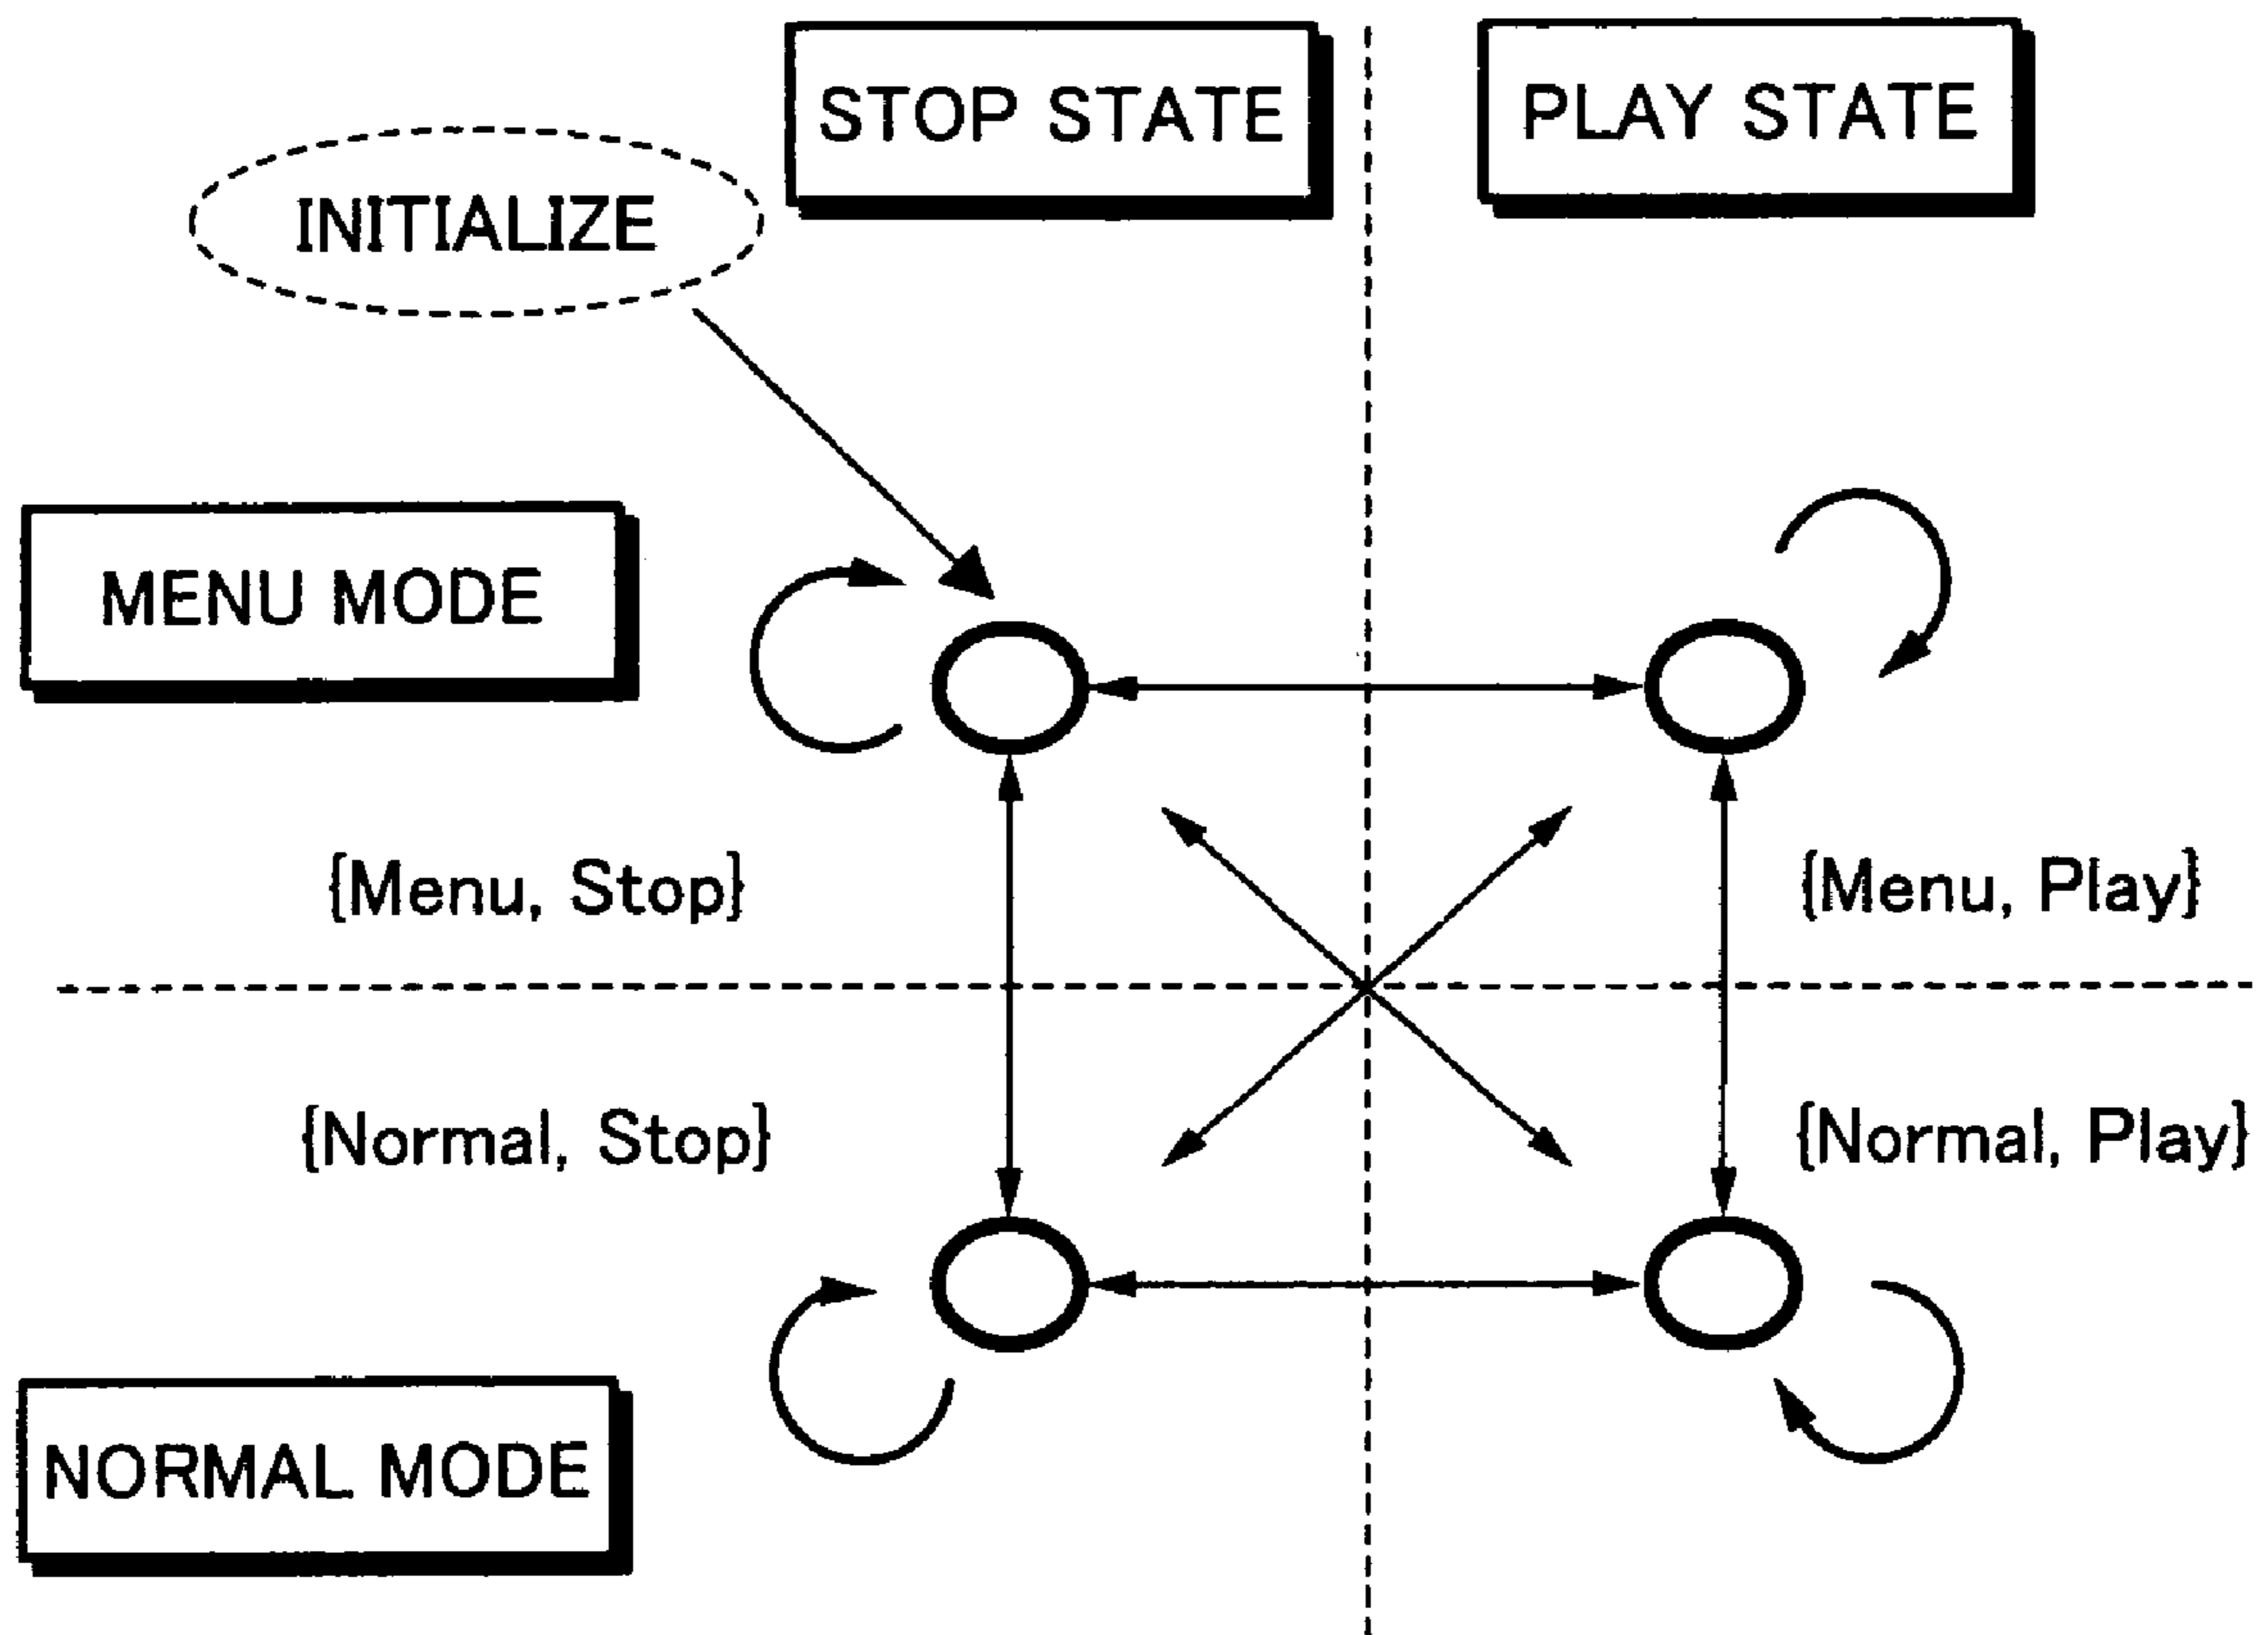 STOP STATE
PLAY STATE
INITIALIZE
MENU MODE
{Menu, Stop}
{Menu, Play}
{Normal, Stop}
{Normal, Play}
NORMAL MODE